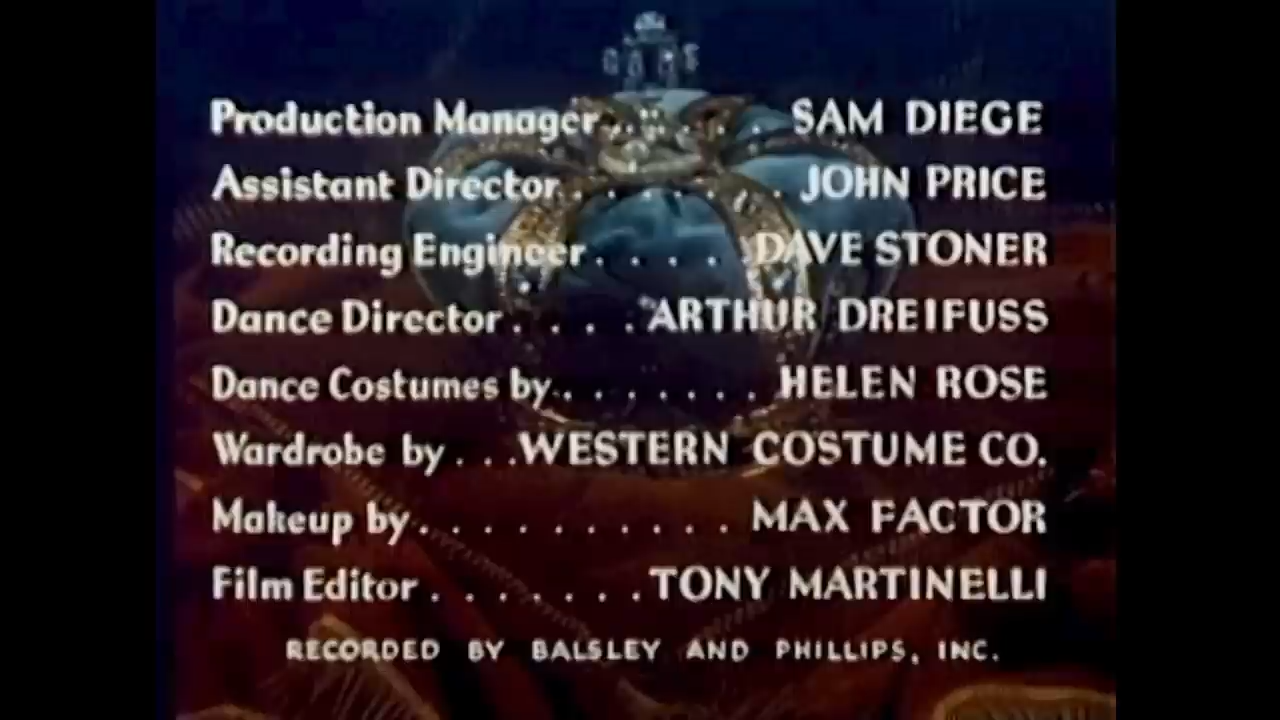 Production Manager . . . . . . SAM DIEGE
Assistant Director . . . . . . . JOHN PRICE
Recording Engineer . . . . . DAVE STONER
Dance Director . . . . ARTHUR DREIFUSS
Dance Costumes by . . . . . . . HELEN ROSE
Wardrobe by . . . WESTERN COSTUME CO.
Makeup by . . . . . . . . . . MAX FACTOR
Film Editor . . . . . . . TONY MARTINELLI
RECORDED BY BALSLEY AND PHILLIPS, INC.